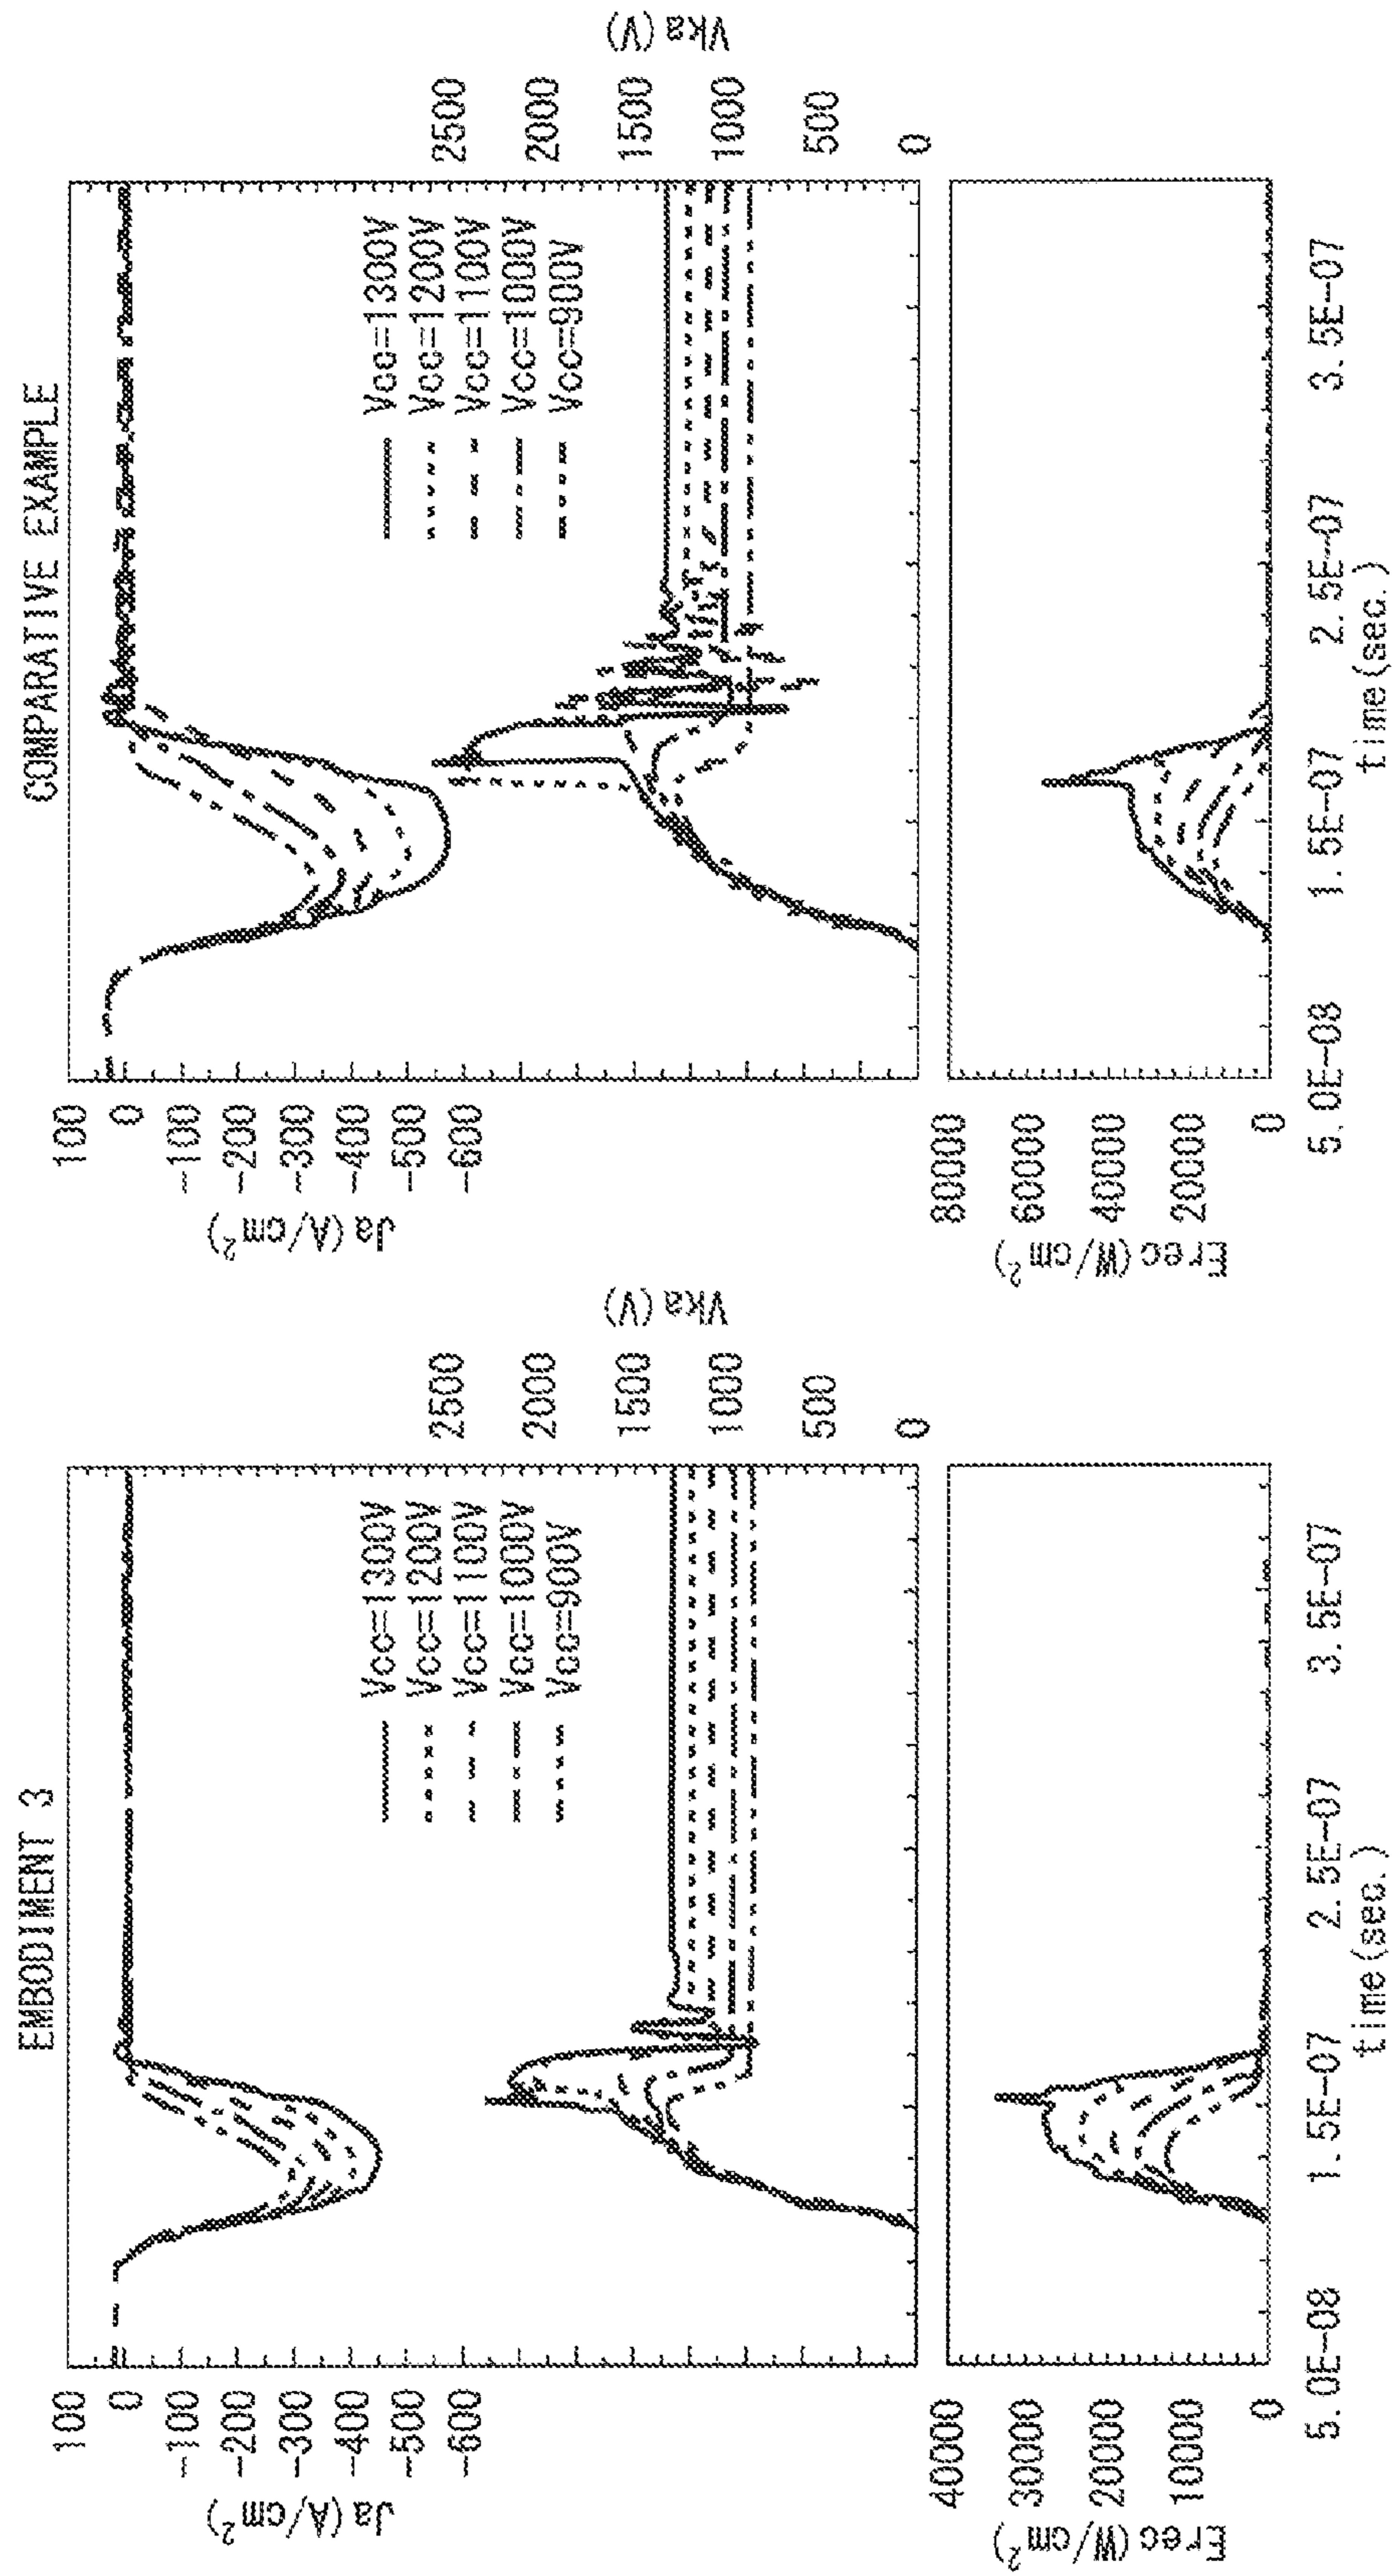 EMBODIMENT 3
Ja(A/cm²)
100
0
-100
-200
-300
-400
-500
-600
Vcc=1300V
Vcc=1200V
Vcc=1100V
Vcc=1000V
Vcc=900V
2500
2000
1500
1000
500
0
Vka(V)
Erec(W/cm²)
40000
30000
20000
10000
0
5.0E-08
1.5E-07
2.5E-07
3.5E-07
time(sec.)
COMPARATIVE EXAMPLE
Ja(A/cm²)
100
0
-100
-200
-300
-400
-500
-600
Vcc=1300V
Vcc=1200V
Vcc=1100V
Vcc=1000V
Vcc=900V
2500
2000
1500
1000
500
0
Vka(V)
Erec(W/cm²)
80000
60000
40000
20000
0
5.0E-08
1.5E-07
2.5E-07
3.5E-07
time(sec.)